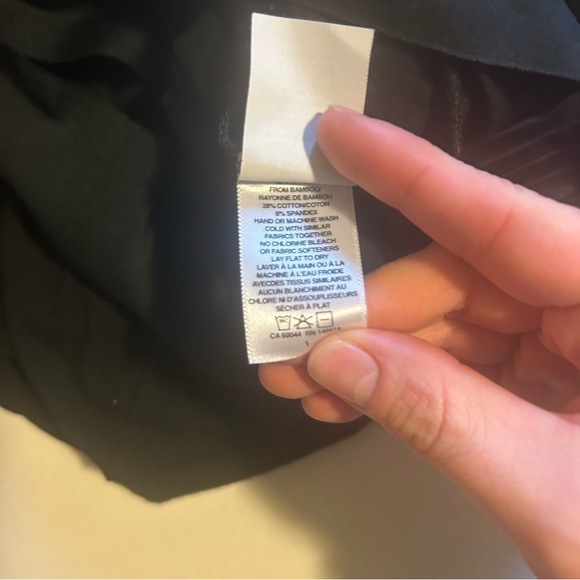 FROM BAMBOO/
RAYONNE DE BAMBOU
28% COTTON/COTON
6% SPANDEX
HAND OR MACHINE WASH
COLD WITH SIMILAR
FABRICS TOGETHER
NO CHLORINE BLEACH
OR FABRIC SOFTENERS
LAY FLAT TO DRY
LAVER À LA MAIN OU À LA
MACHINE À L'EAU FROIDE
AVECDES TISSUS SIMILAIRES
AUCUN BLANCHIMENT AU
CHLORE NI D'ASSOUPLISSEURS
SÉCHER À PLAT
CA 60044 RN